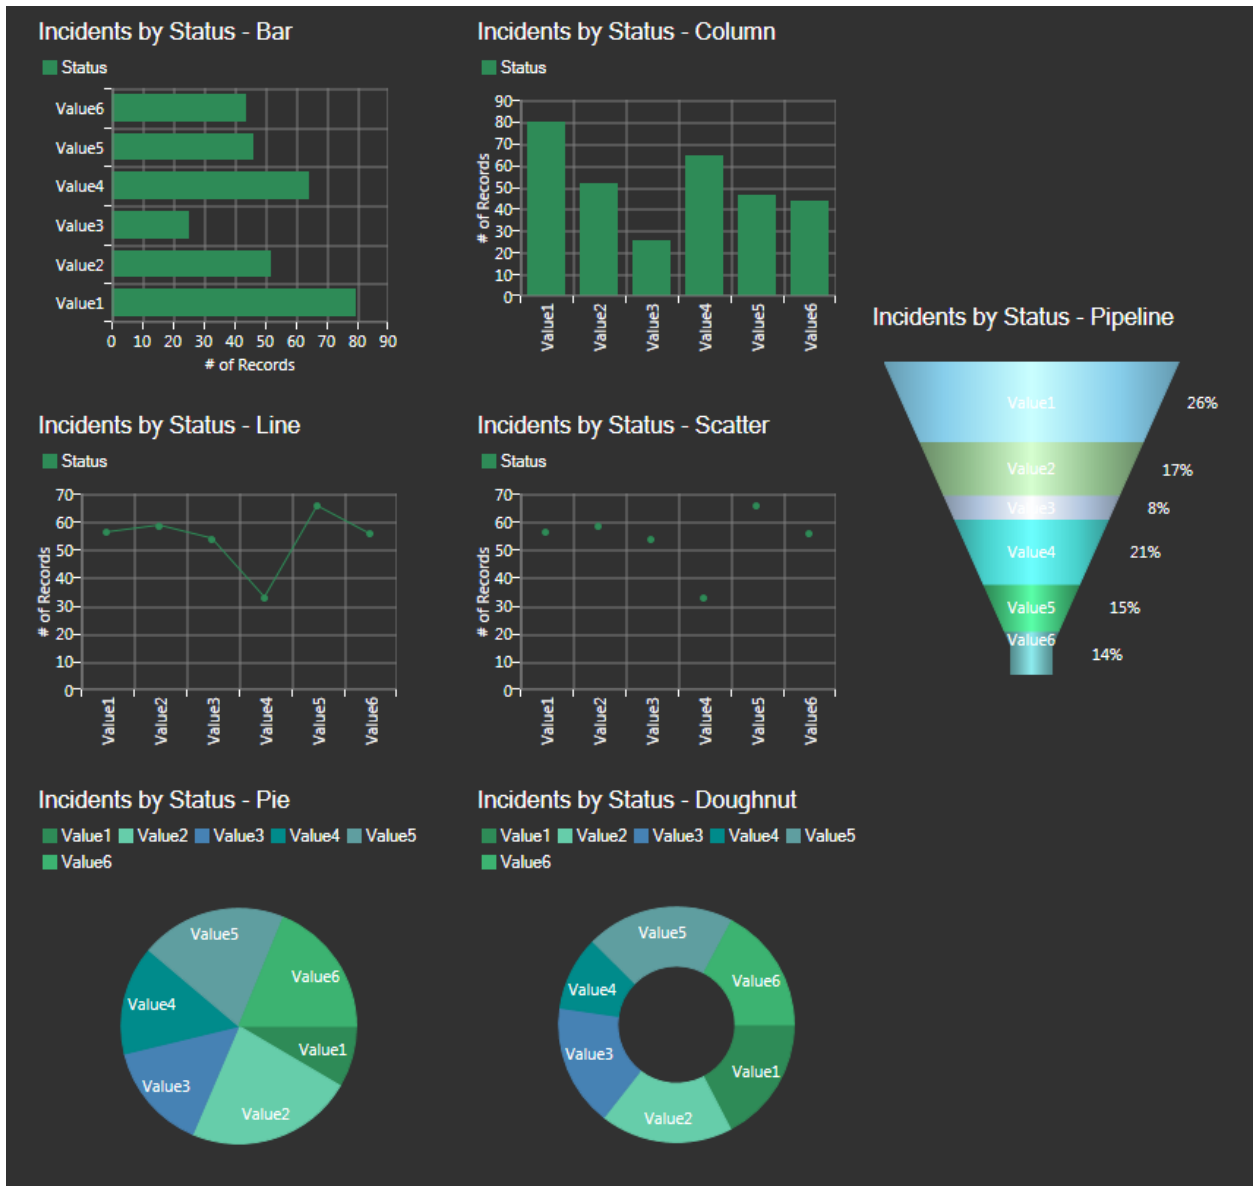 Incidents by Status - Bar
Status
Value6
Value5
Value4
Value3
Value2
Value1
0 10 20 30 40 50 60 70 80 90
# of Records
Incidents by Status - Column
Status
90
80
70
60
50
40
30
20
10
0
# of Records
Value1 Value2 Value3 Value4 Value5 Value6
Incidents by Status - Pipeline
Value1 26%
Value2 17%
Value3 8%
Value4 21%
Value5 15%
Value6 14%
Incidents by Status - Line
Status
70
60
50
40
30
20
10
0
# of Records
Value1 Value2 Value3 Value4 Value5 Value6
Incidents by Status - Scatter
Status
70
60
50
40
30
20
10
0
# of Records
Value1 Value2 Value3 Value4 Value5 Value6
Incidents by Status - Pie
Value1 Value2 Value3 Value4 Value5
Value6
Value5
Value6
Value4
Value1
Value3
Value2
Incidents by Status - Doughnut
Value1 Value2 Value3 Value4 Value5
Value6
Value5
Value6
Value4
Value3
Value1
Value2